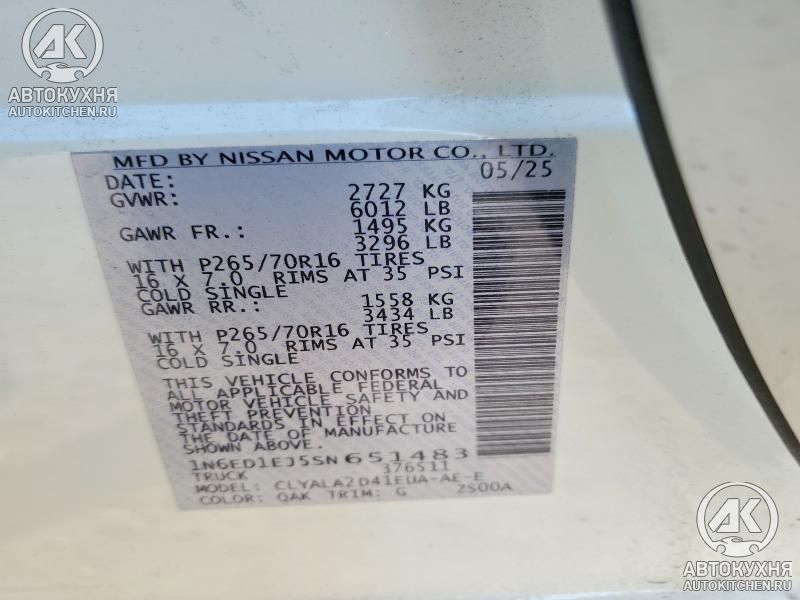 АК
АВТОКУХНЯ
AUTOKITCHEN.RU
MFD BY NISSAN MOTOR CO., LTD.
DATE: 05/25
GVWR: 2727 KG
6012 LB
GAWR FR.: 1495 KG
3296 LB
WITH P265/70R16 TIRES
16 X 7.0 RIMS AT 35 PSI
COLD SINGLE
GAWR RR.: 1558 KG
3434 LB
WITH P265/70R16 TIRES
16 X 7.0 RIMS AT 35 PSI
COLD SINGLE
THIS VEHICLE CONFORMS TO
ALL APPLICABLE FEDERAL
MOTOR VEHICLE SAFETY AND
THEFT PREVENTION
STANDARDS IN EFFECT ON
THE DATE OF MANUFACTURE
SHOWN ABOVE.
1N6ED1EJ5SN651483
TRUCK 376511
MODEL: CLYALA2D41EUA-AE-E
COLOR: QAK TRIM: G 2S00A
АК
АВТОКУХНЯ
AUTOKITCHEN.RU